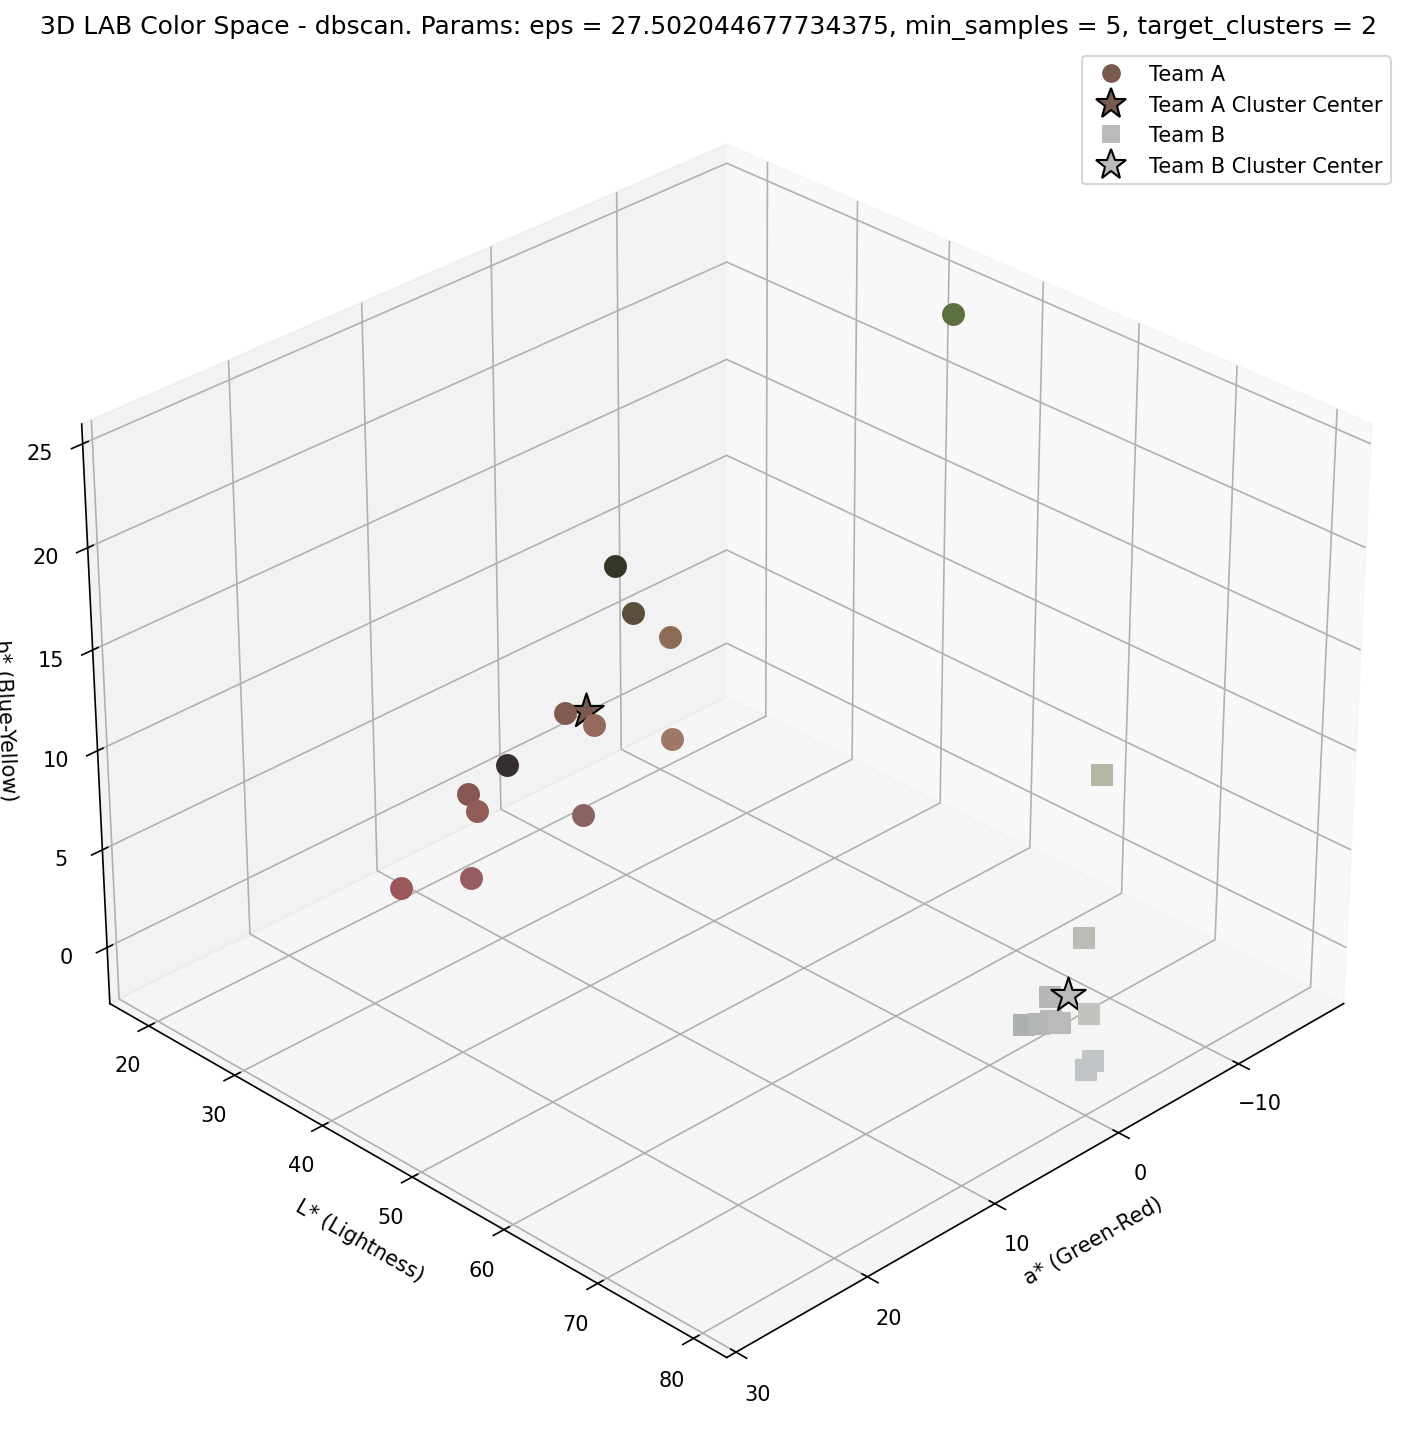 3D LAB Color Space - dbscan. Params: eps = 27.502044677734375, min_samples = 5, target_clusters = 2
Team A
Team A Cluster Center
Team B
Team B Cluster Center
25
20
15
10
5
0
b* (Blue-Yellow)
20
30
40
50
60
70
80
L* (Lightness)
−10
0
10
20
30
a* (Green-Red)